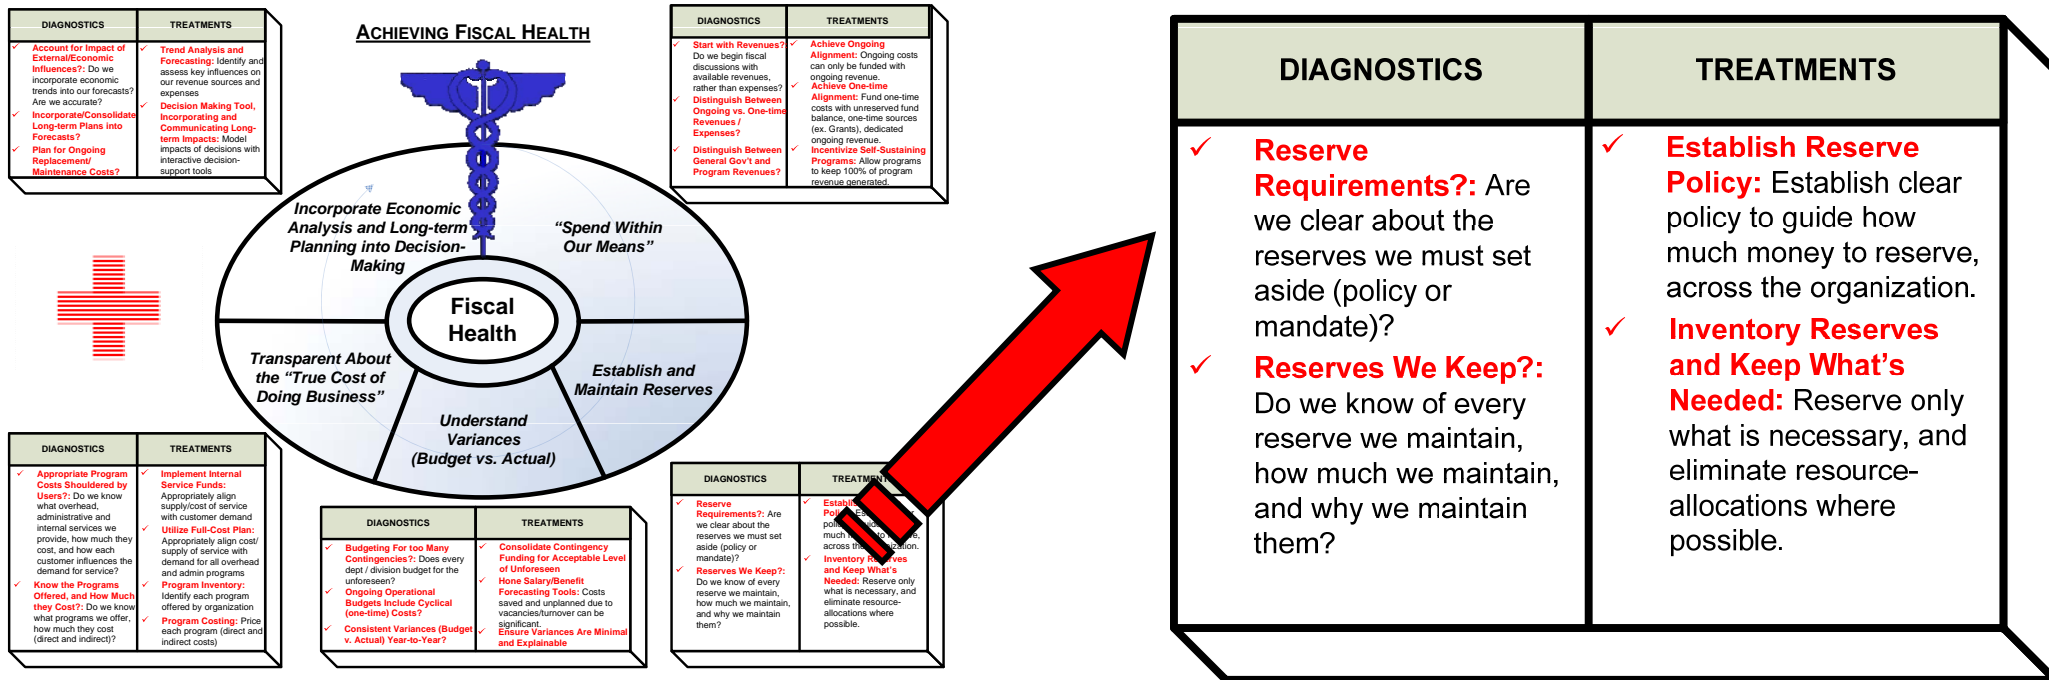 DIAGNOSTICS
TREATMENTS
Account for Impact of
External/Economic
Influences?: Do we
incorporate economic
trends into our forecasts?
Are we accurate?
Incorporate/Consolidate
Long-term Plans into
Forecasts?
Plan for Ongoing
Replacement/
Maintenance Costs?
Trend Analysis and
Forecasting: Identify and
assess key influences on
our revenue sources and
expenses
Decision Making Tool,
Incorporating and
Communicating Long-
term Impacts: Model
impacts of decisions with
interactive decision-
support tools
ACHIEVING FISCAL HEALTH
DIAGNOSTICS
TREATMENTS
Start with Revenues?
Do we begin fiscal
discussions with
available revenues,
rather than expenses?
Distinguish Between
Ongoing vs. One-time
Revenues /
Expenses?
Distinguish Between
General Gov't and
Program Revenues?
Achieve Ongoing
Alignment: Ongoing costs
can only be funded with
ongoing revenue.
Achieve One-time
Alignment: Fund one-time
costs with unreserved fund
balance, one-time sources
(ex. Grants), dedicated
ongoing revenue.
Incentivize Self-Sustaining
Programs: Allow programs
to keep 100% of program
revenue generated.
Incorporate Economic
Analysis and Long-term
Planning into Decision-
Making
“Spend Within
Our Means”
Fiscal
Health
Transparent About
the “True Cost of
Doing Business”
Understand
Variances
(Budget vs. Actual)
Establish and
Maintain Reserves
DIAGNOSTICS
TREATMENTS
Appropriate Program
Costs Shouldered by
Users?: Do we know
what overhead,
administrative and
internal services we
provide, how much they
cost, and how each
customer influences the
demand for service?
Know the Programs
Offered, and How Much
they Cost?: Do we know
what programs we offer,
how much they cost
(direct and indirect)?
Implement Internal
Service Funds:
Appropriately align
supply/cost of service
with customer demand
Utilize Full-Cost Plan:
Appropriately align cost/
supply of service with
demand for all overhead
and admin programs
Program Inventory:
Identify each program
offered by organization
Program Costing: Price
each program (direct and
indirect costs)
DIAGNOSTICS
TREATMENTS
Budgeting For too Many
Contingencies?: Does every
dept / division budget for the
unforeseen?
Ongoing Operational
Budgets Include Cyclical
(one-time) Costs?
Consistent Variances (Budget
v. Actual) Year-to-Year?
Consolidate Contingency
Funding for Acceptable Level
of Unforeseen
Hone Salary/Benefit
Forecasting Tools: Costs
saved and unplanned due to
vacancies/turnover can be
significant.
Ensure Variances Are Minimal
and Explainable
DIAGNOSTICS
Reserve
Requirements?: Are
we clear about the
reserves we must set
aside (policy or
mandate)?
Reserves We Keep?:
Do we know of every
reserve we maintain,
how much we maintain,
and why we maintain
them?
across
Inventory
and Keep What's
Needed: Reserve only
what is necessary, and
eliminate resource-
allocations where
possible.
DIAGNOSTICS
TREATMENTS
Reserve
Requirements?: Are
we clear about the
reserves we must set
aside (policy or
mandate)?
Reserves We Keep?:
Do we know of every
reserve we maintain,
how much we maintain,
and why we maintain
them?
Establish Reserve
Policy: Establish clear
policy to guide how
much money to reserve,
across the organization.
Inventory Reserves
and Keep What’s
Needed: Reserve only
what is necessary, and
eliminate resource-
allocations where
possible.